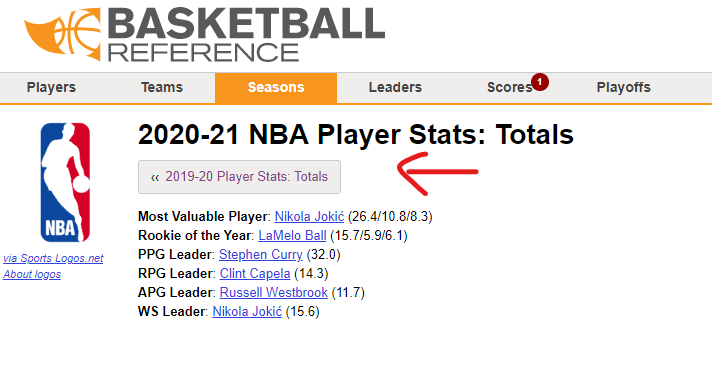 BASKETBALL
REFERENCE
Players Teams Seasons Leaders Scores 1 Playoffs
2020-21 NBA Player Stats: Totals
‹‹ 2019-20 Player Stats: Totals
NBA
via Sports Logos.net
About logos
Most Valuable Player: Nikola Jokić (26.4/10.8/8.3)
Rookie of the Year: LaMelo Ball (15.7/5.9/6.1)
PPG Leader: Stephen Curry (32.0)
RPG Leader: Clint Capela (14.3)
APG Leader: Russell Westbrook (11.7)
WS Leader: Nikola Jokić (15.6)